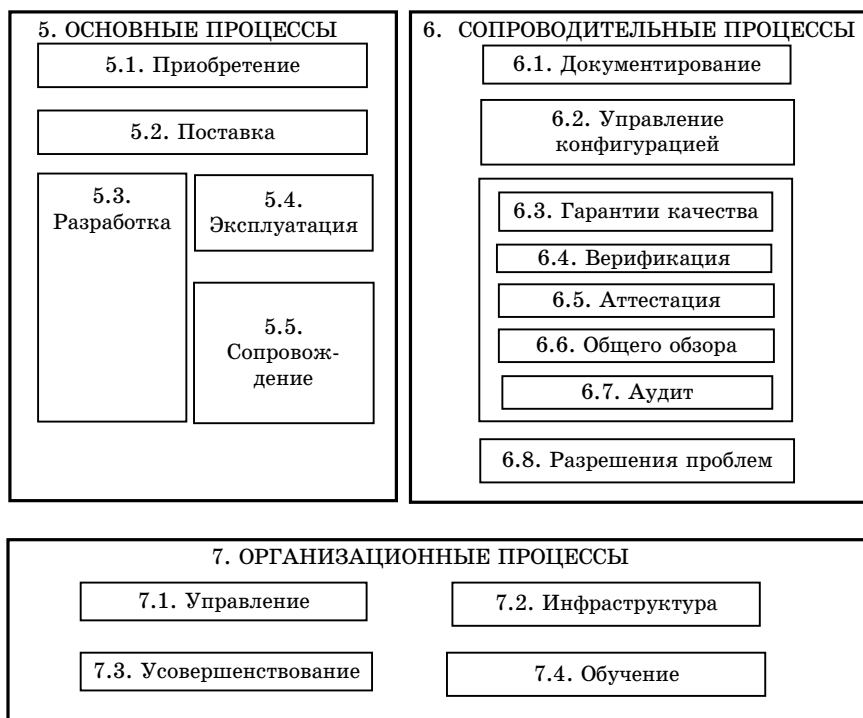 5. ОСНОВНЫЕ ПРОЦЕССЫ
5.1. Приобретение
5.2. Поставка
5.3.
Разработка
5.4.
Эксплуатация
5.5.
Сопровож-
дение
6. СОПРОВОДИТЕЛЬНЫЕ ПРОЦЕССЫ
6.1. Документирование
6.2. Управление
конфигурацией
6.3. Гарантии качества
6.4. Верификация
6.5. Аттестация
6.6. Общего обзора
6.7. Аудит
6.8. Разрешения проблем
7. ОРГАНИЗАЦИОННЫЕ ПРОЦЕССЫ
7.1. Управление
7.2. Инфраструктура
7.3. Усовершенствование
7.4. Обучение